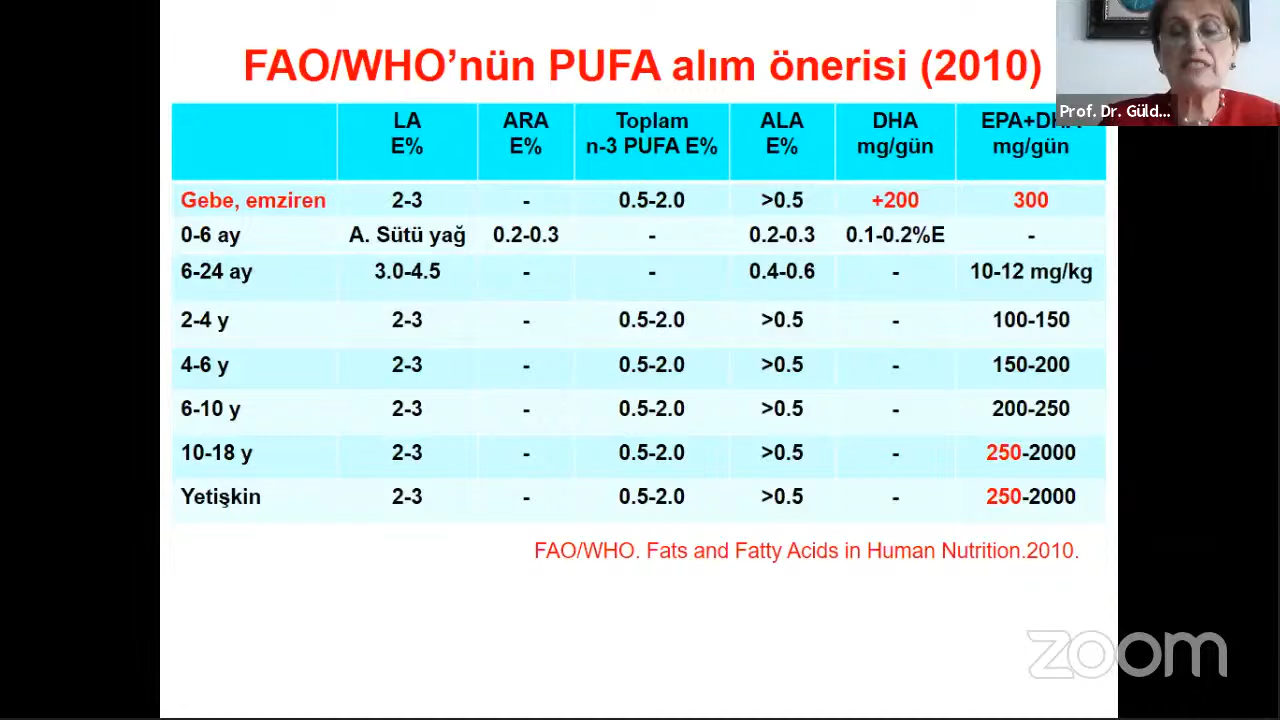 FAO/WHO’nün PUFA alım önerisi (2010)
Prof. Dr. Güld...
LA E% ARA E% Toplam n-3 PUFA E% ALA E% DHA mg/gün EPA+DHA mg/gün
Gebe, emziren 2-3 - 0.5-2.0 >0.5 +200 300
0-6 ay A. Sütü yağ 0.2-0.3 - 0.2-0.3 0.1-0.2%E -
6-24 ay 3.0-4.5 - - 0.4-0.6 - 10-12 mg/kg
2-4 y 2-3 - 0.5-2.0 >0.5 - 100-150
4-6 y 2-3 - 0.5-2.0 >0.5 - 150-200
6-10 y 2-3 - 0.5-2.0 >0.5 - 200-250
10-18 y 2-3 - 0.5-2.0 >0.5 - 250-2000
Yetişkin 2-3 - 0.5-2.0 >0.5 - 250-2000
FAO/WHO. Fats and Fatty Acids in Human Nutrition.2010.
zoom